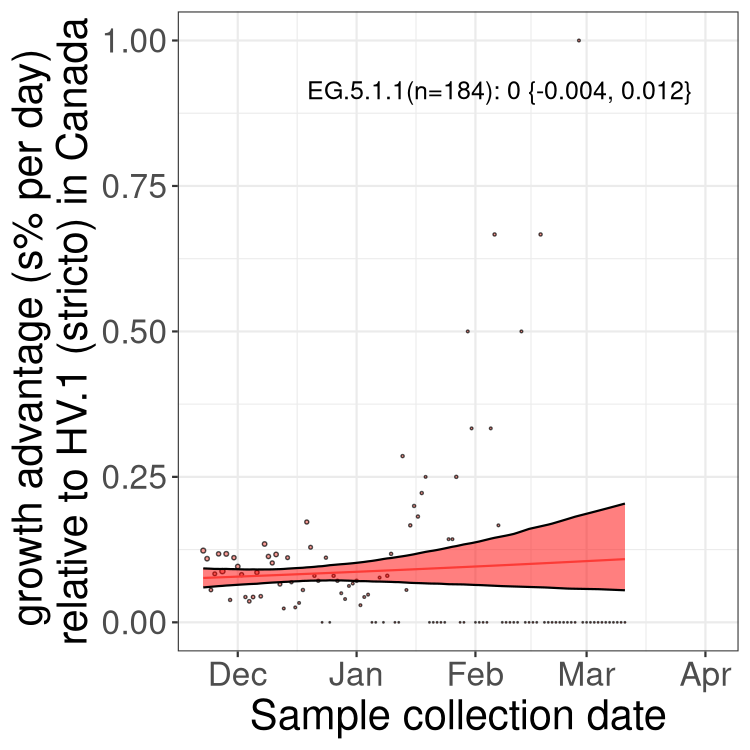 growth advantage (s% per day)
relative to HV.1 (stricto) in Canada
1.00
0.75
0.50
0.25
0.00
EG.5.1.1(n=184): 0 {-0.004, 0.012}
Dec Jan Feb Mar Apr
Sample collection date